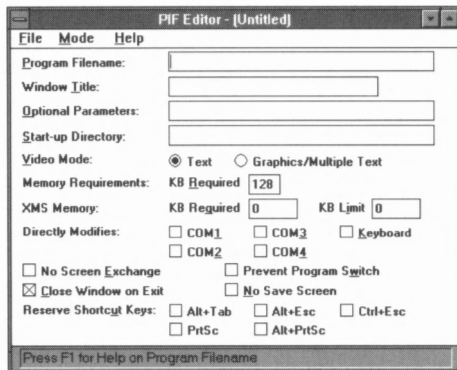 PIF Editor - (Untitled)
File Mode Help
Program Filename:
Window Title:
Optional Parameters:
Start-up Directory:
Video Mode: Text Graphics/Multiple Text
Memory Requirements: KB Required 128
XMS Memory: KB Required 0 KB Limit 0
Directly Modifies: COM1 COM3 Keyboard
COM2 COM4
No Screen Exchange Prevent Program Switch
Close Window on Exit No Save Screen
Reserve Shortcut Keys: Alt+Tab Alt+Esc Ctrl+Esc
PrtSc Alt+PrtSc
Press F1 for Help on Program Filename